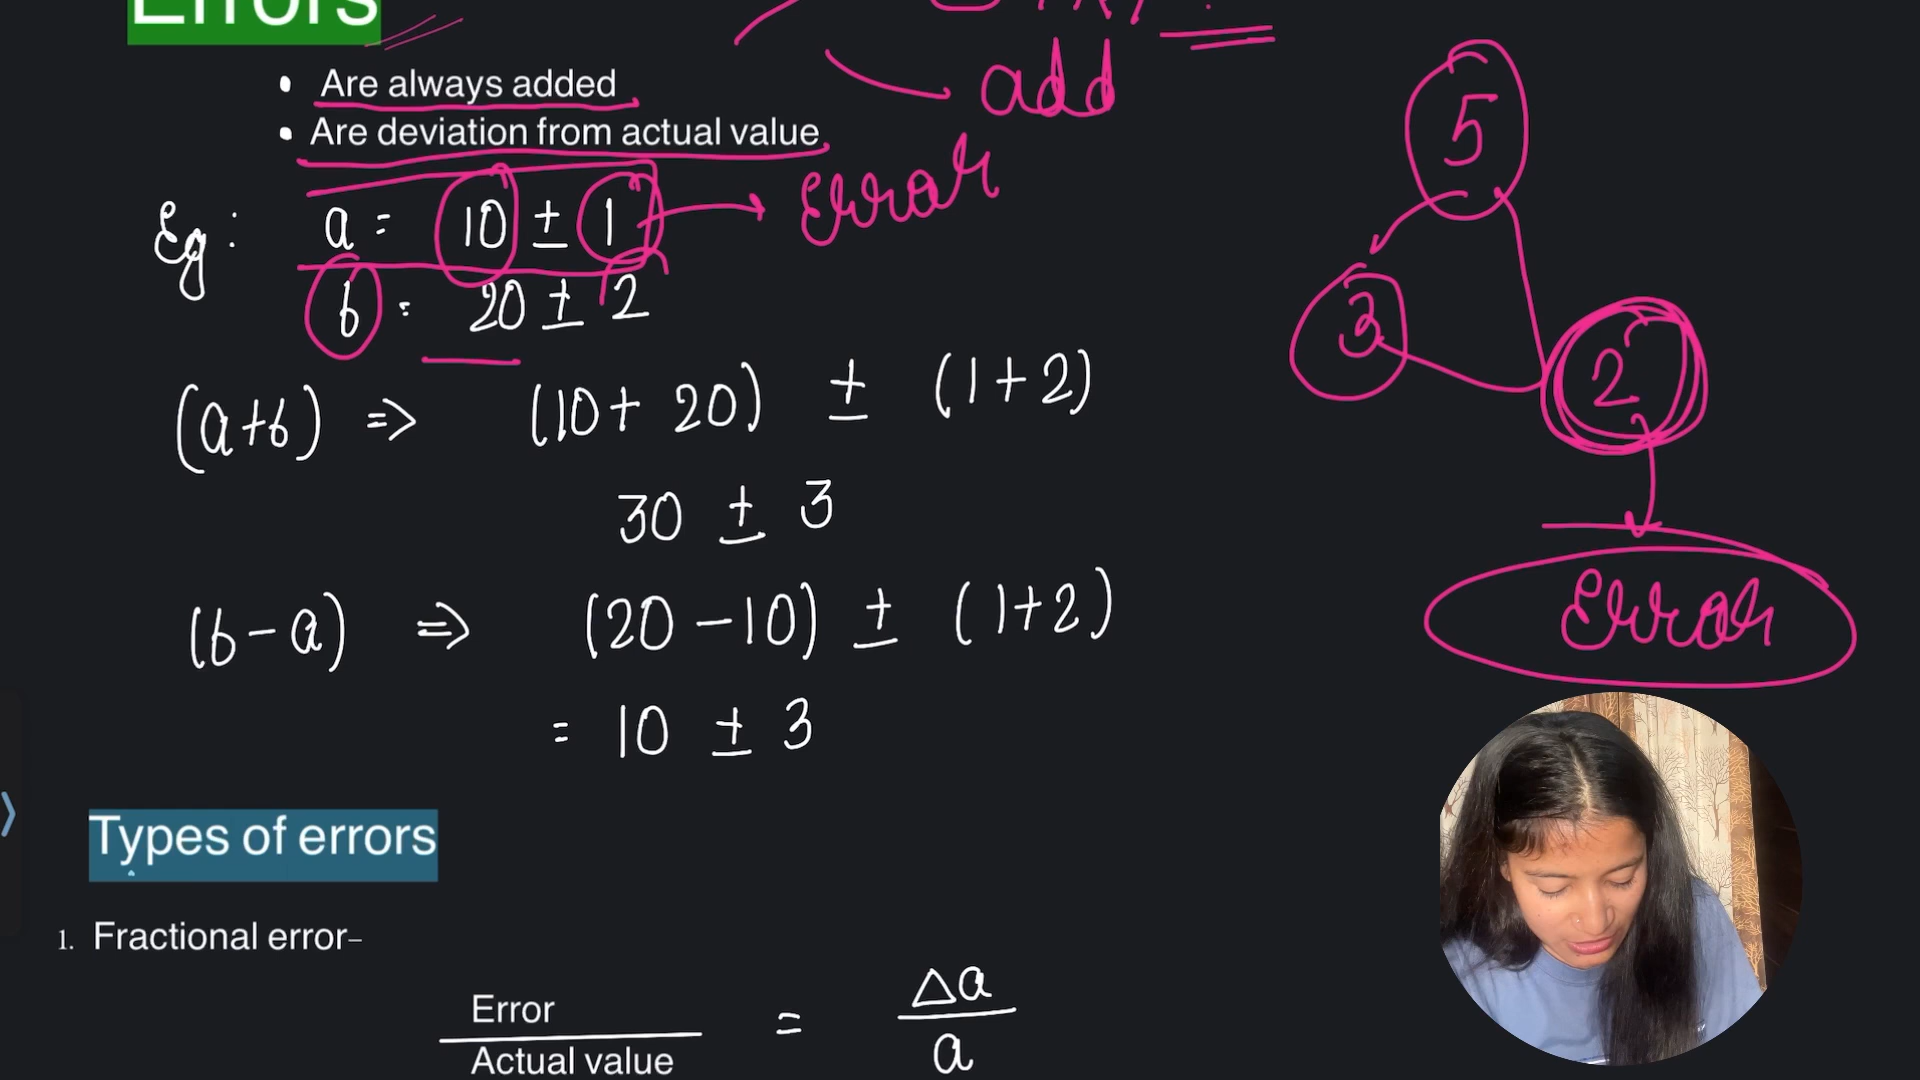 Errors
add
5
• Are always added
• Are deviation from actual value
Error
Eg: a = 10 ± 1
b = 20 ± 2
3
2
(a+b) => (10+ 20) ± (1+2)
30 ± 3
Error
(b-a) => (20-10) ± (1+2)
= 10 ± 3
Types of errors
1. Fractional error-
Error
Actual value
=
Δa
a